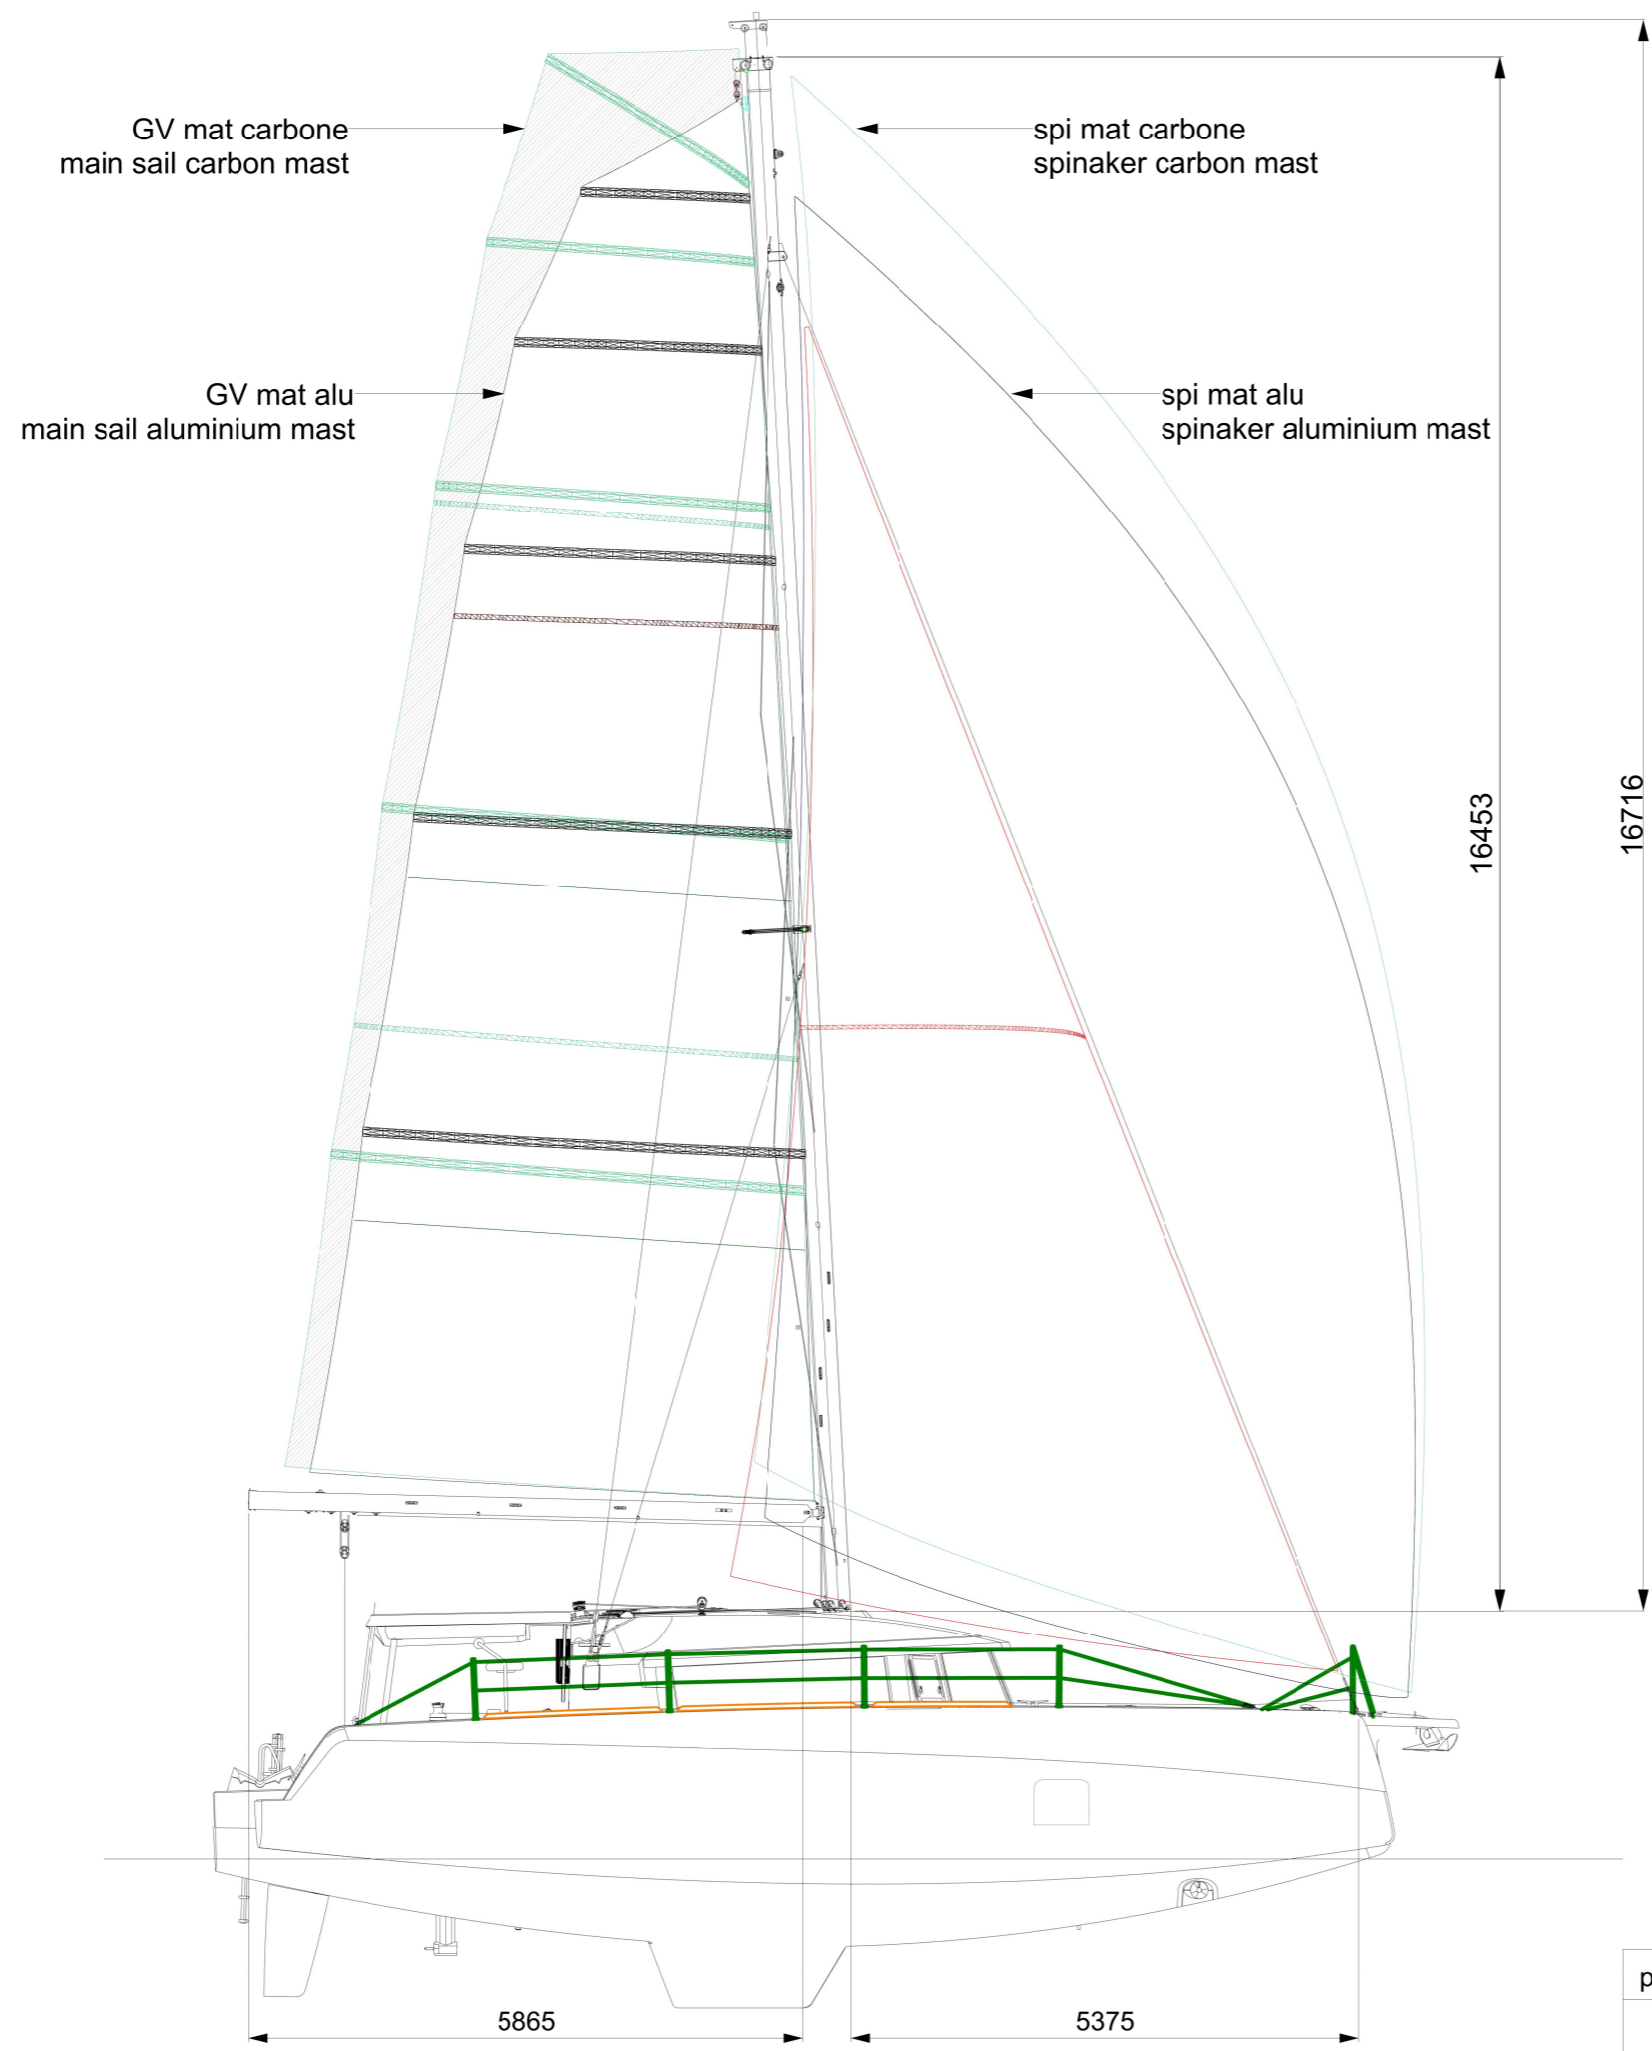 GV mat carbone
main sail carbon mast
spi mat carbone
spinaker carbon mast
GV mat alu
main sail aluminium mast
spi mat alu
spinaker aluminium mast
16453
16716
5865
5375
p